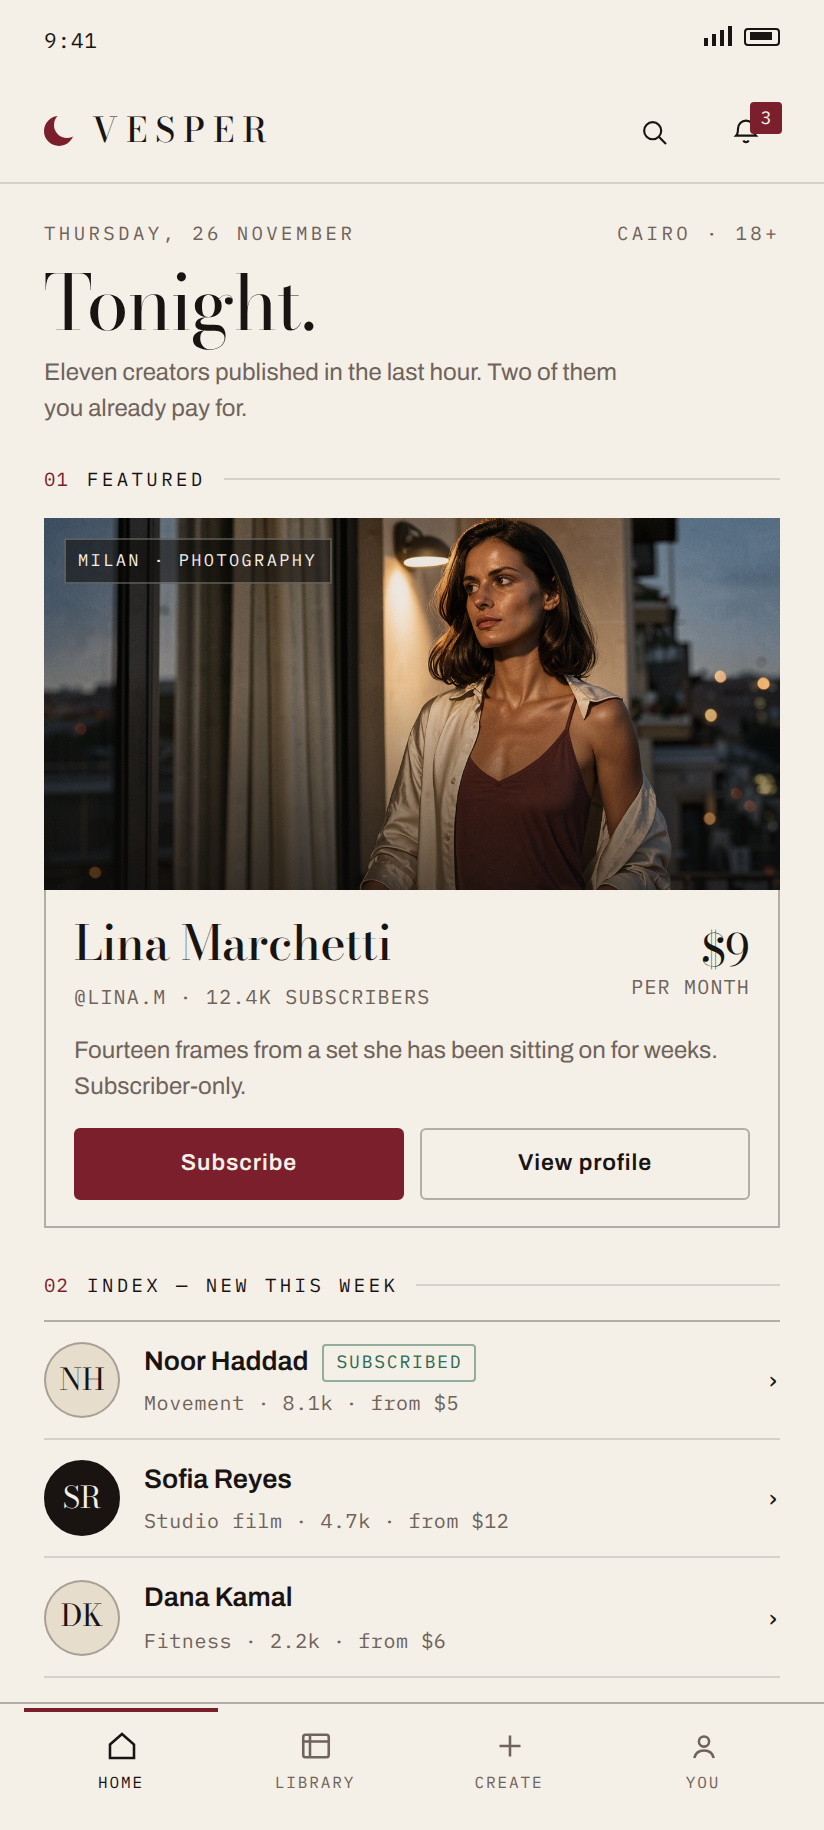 9:41
VESPER
3
THURSDAY, 26 NOVEMBER
CAIRO · 18+
Tonight.
Eleven creators published in the last hour. Two of them
you already pay for.
01 FEATURED
MILAN · PHOTOGRAPHY
Lina Marchetti
$9
@LINA.M · 12.4K SUBSCRIBERS
PER MONTH
Fourteen frames from a set she has been sitting on for weeks.
Subscriber-only.
Subscribe
View profile
02 INDEX — NEW THIS WEEK
NH
Noor Haddad
SUBSCRIBED
Movement · 8.1k · from $5
SR
Sofia Reyes
Studio film · 4.7k · from $12
DK
Dana Kamal
Fitness · 2.2k · from $6
HOME
LIBRARY
CREATE
YOU